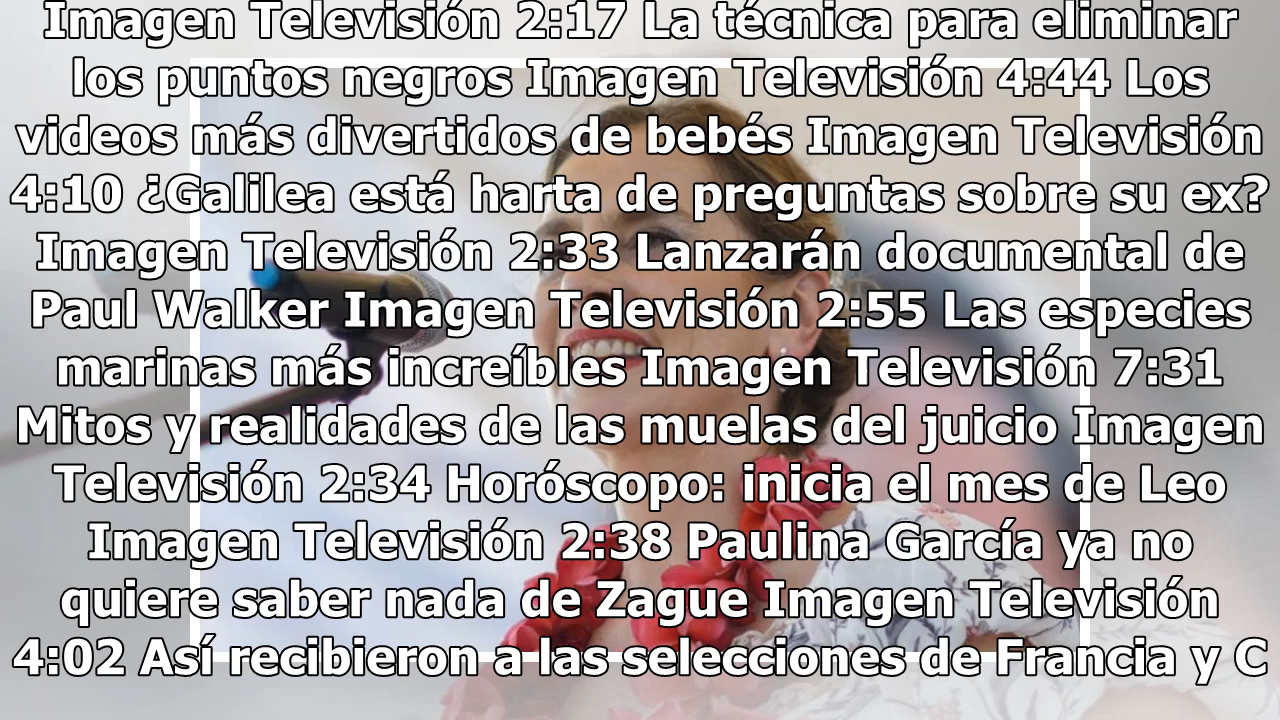 Imagen Televisión 2:17 La técnica para eliminar
los puntos negros Imagen Televisión 4:44 Los
videos más divertidos de bebés Imagen Televisión
4:10 ¿Galilea está harta de preguntas sobre su ex?
Imagen Televisión 2:33 Lanzarán documental de
Paul Walker Imagen Televisión 2:55 Las especies
marinas más increíbles Imagen Televisión 7:31
Mitos y realidades de las muelas del juicio Imagen
Televisión 2:34 Horóscopo: inicia el mes de Leo
Imagen Televisión 2:38 Paulina García ya no
quiere saber nada de Zague Imagen Televisión
4:02 Así recibieron a las selecciones de Francia y C